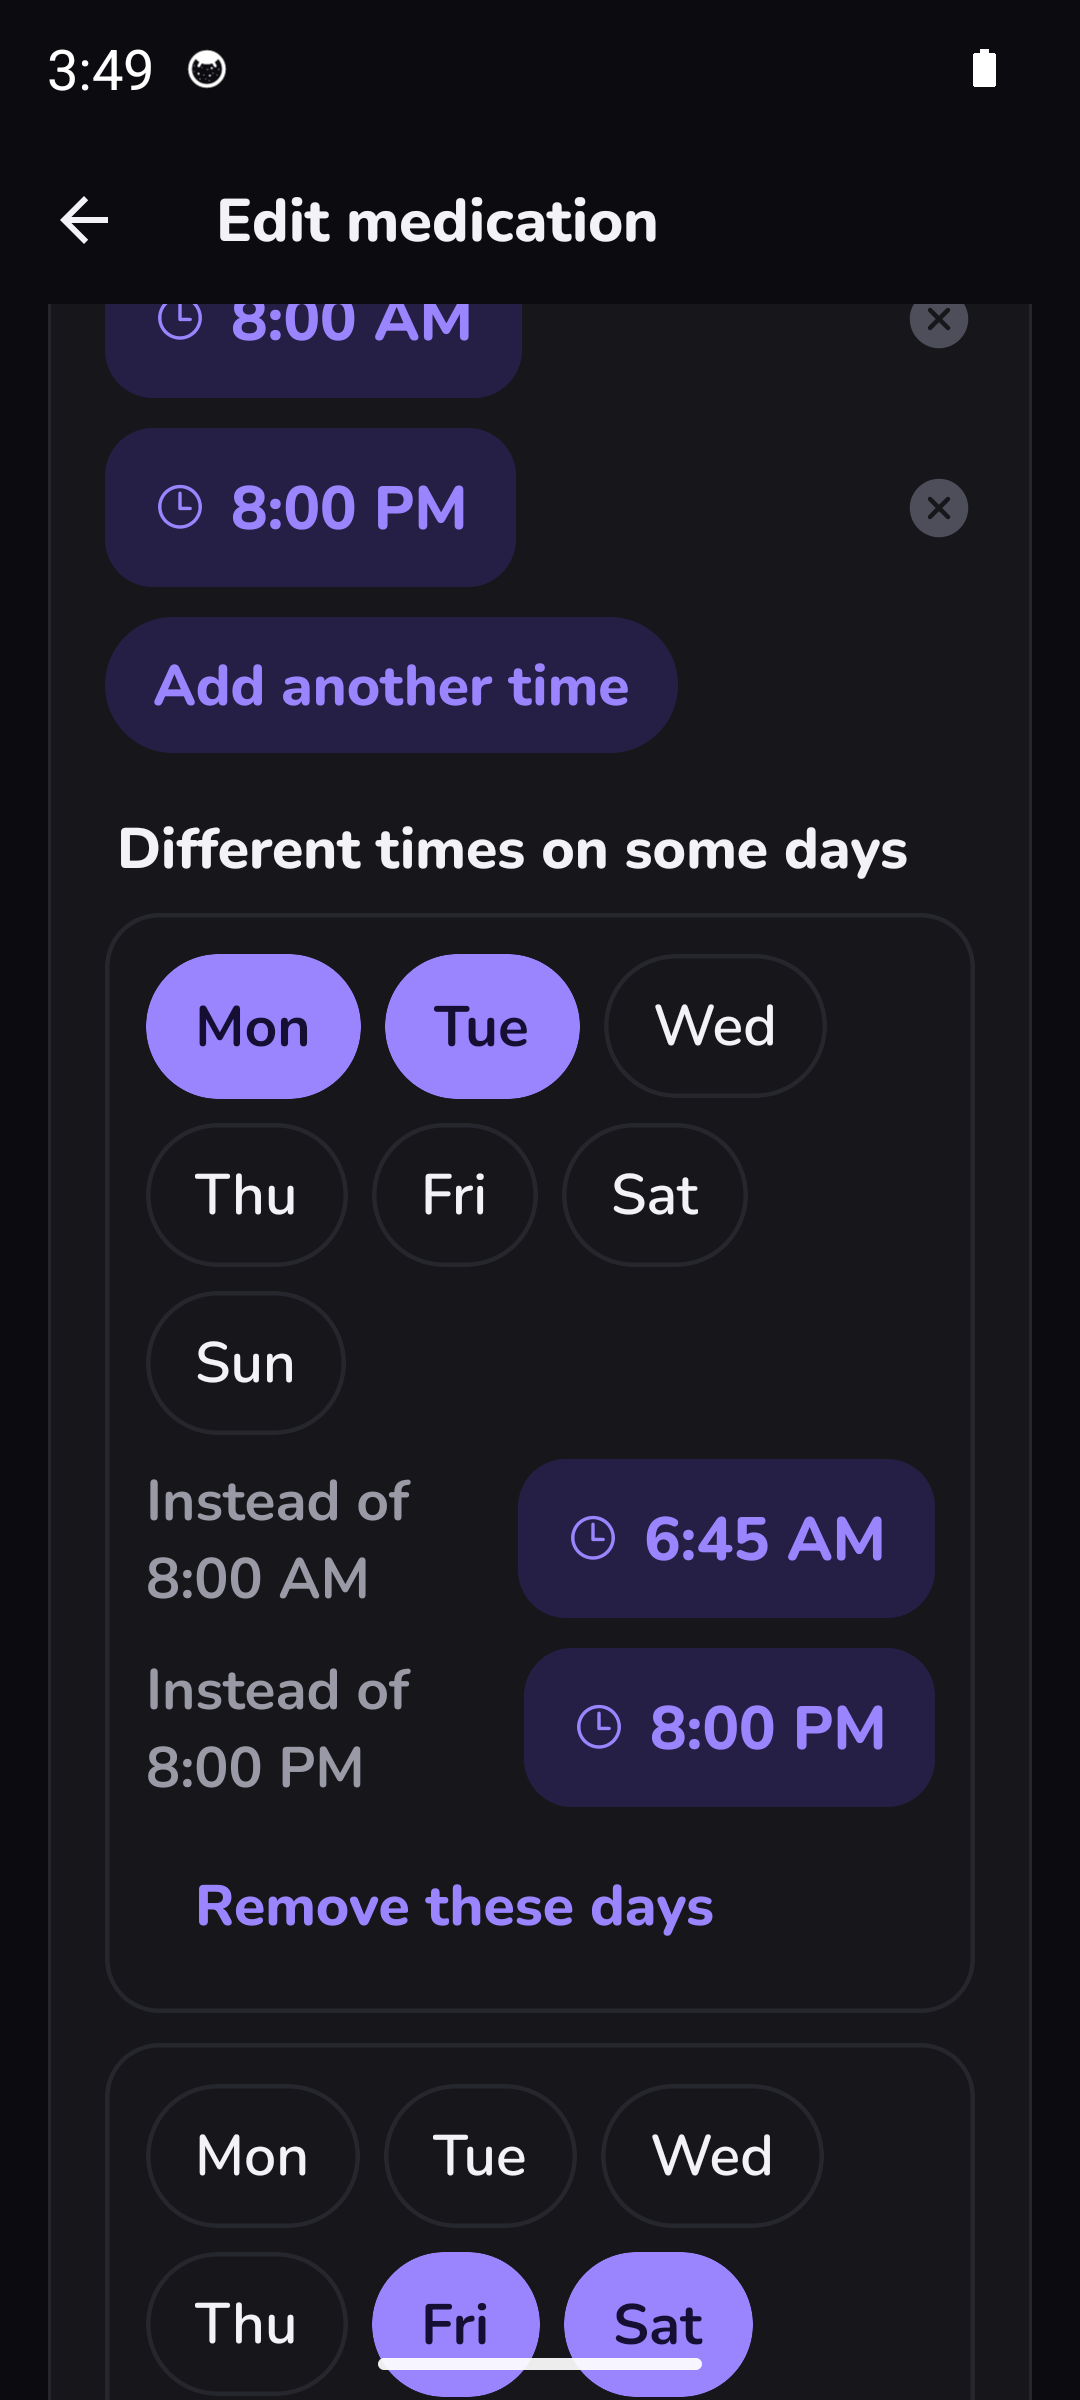 3:49
Edit medication
8:00 AM
8:00 PM
Add another time
Different times on some days
Mon Tue Wed
Thu Fri Sat
Sun
Instead of
8:00 AM
6:45 AM
Instead of
8:00 PM
8:00 PM
Remove these days
Mon Tue Wed
Thu Fri Sat